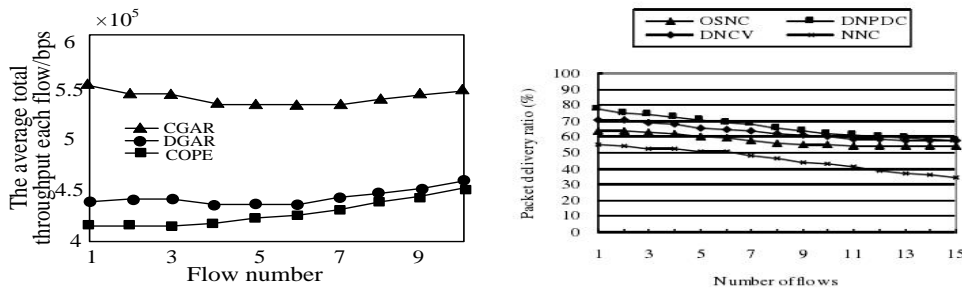 ×10⁵
6
5.5
5
4.5
4
The average total
throughput each flow/bps
CGAR
DGAR
COPE
1 3 5 7 9
Flow number
OSNC DNPDC
DNCV NNC
100
90
80
70
60
50
40
30
20
10
0
Packet delivery ratio (%)
1 3 5 7 9 11 13 15
Number of flows